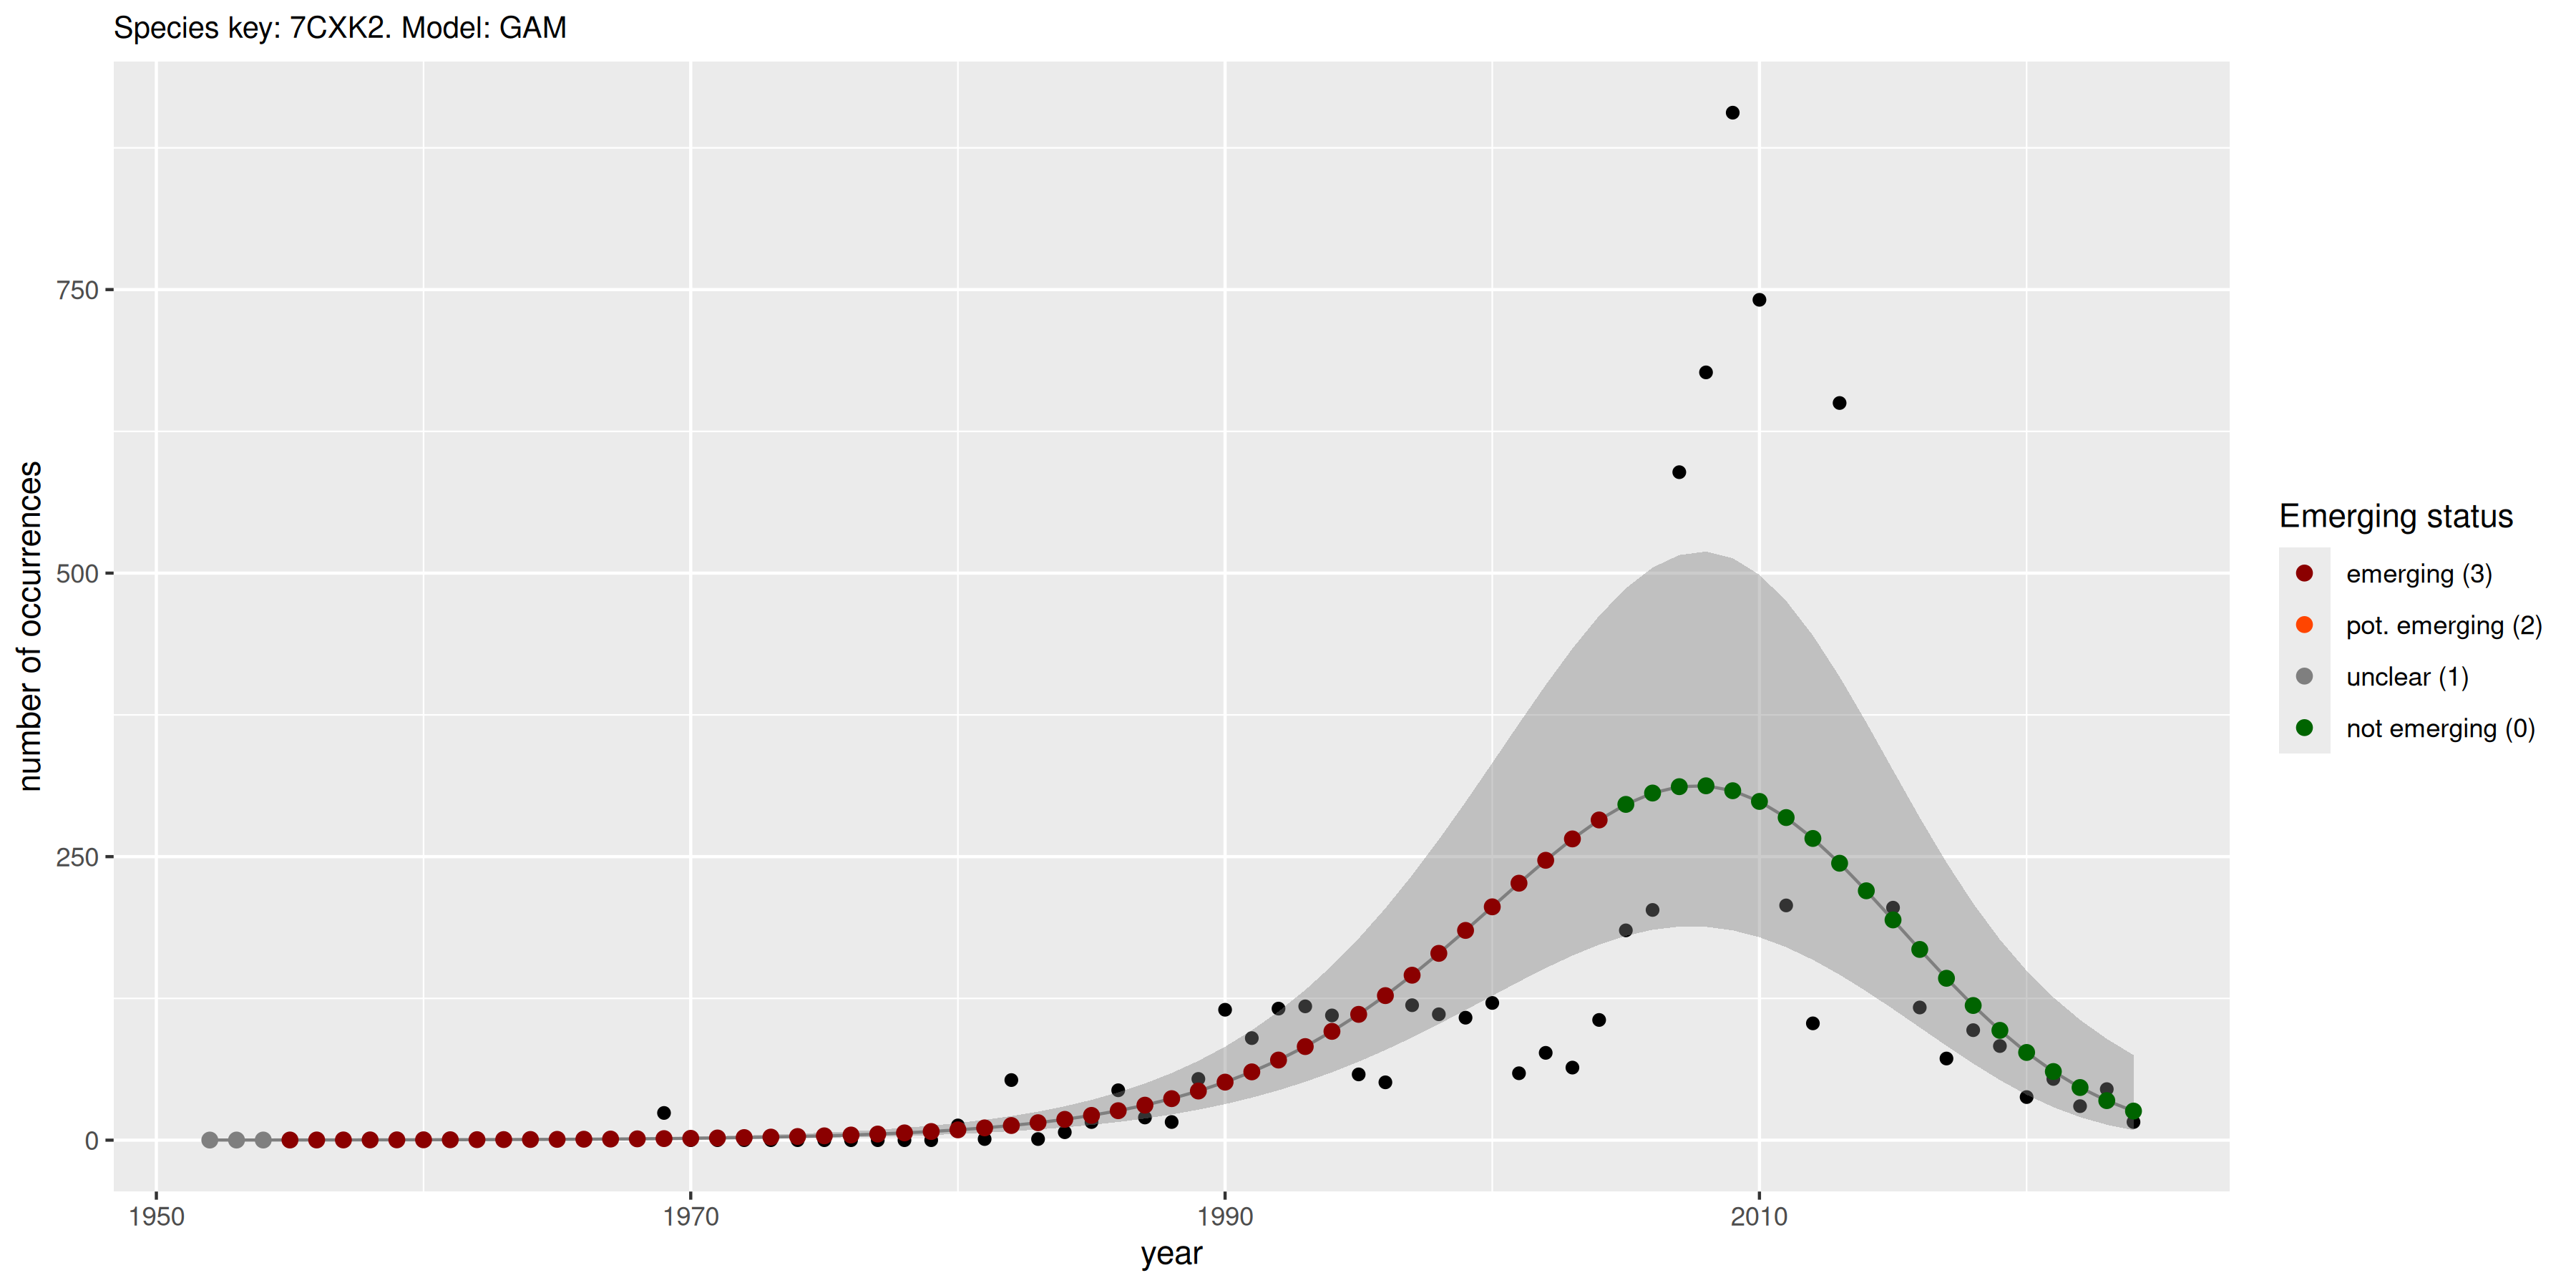 Species key: 7CXK2. Model: GAM
750
500
250
0
number of occurrences
1950
1970
1990
2010
year
Emerging status
emerging (3)
pot. emerging (2)
unclear (1)
not emerging (0)